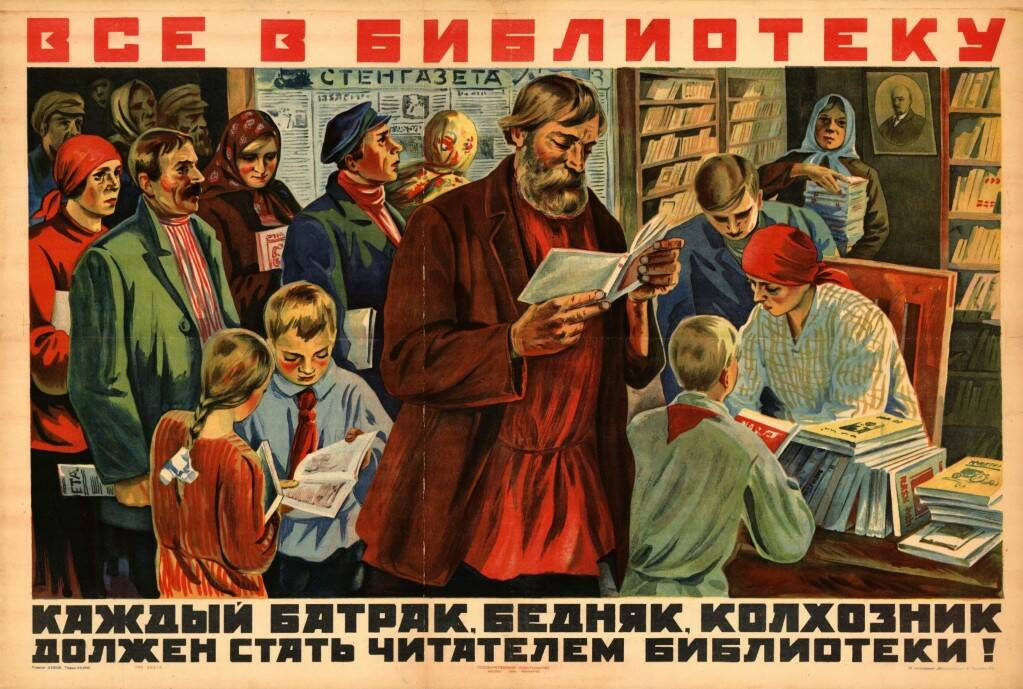 ВСЕ В БИБЛИОТЕКУ
СТЕНГАЗЕТА
КАЖДЫЙ БАТРАК, БЕДНЯК, КОЛХОЗНИК
ДОЛЖЕН СТАТЬ ЧИТАТЕЛЕМ БИБЛИОТЕКИ!